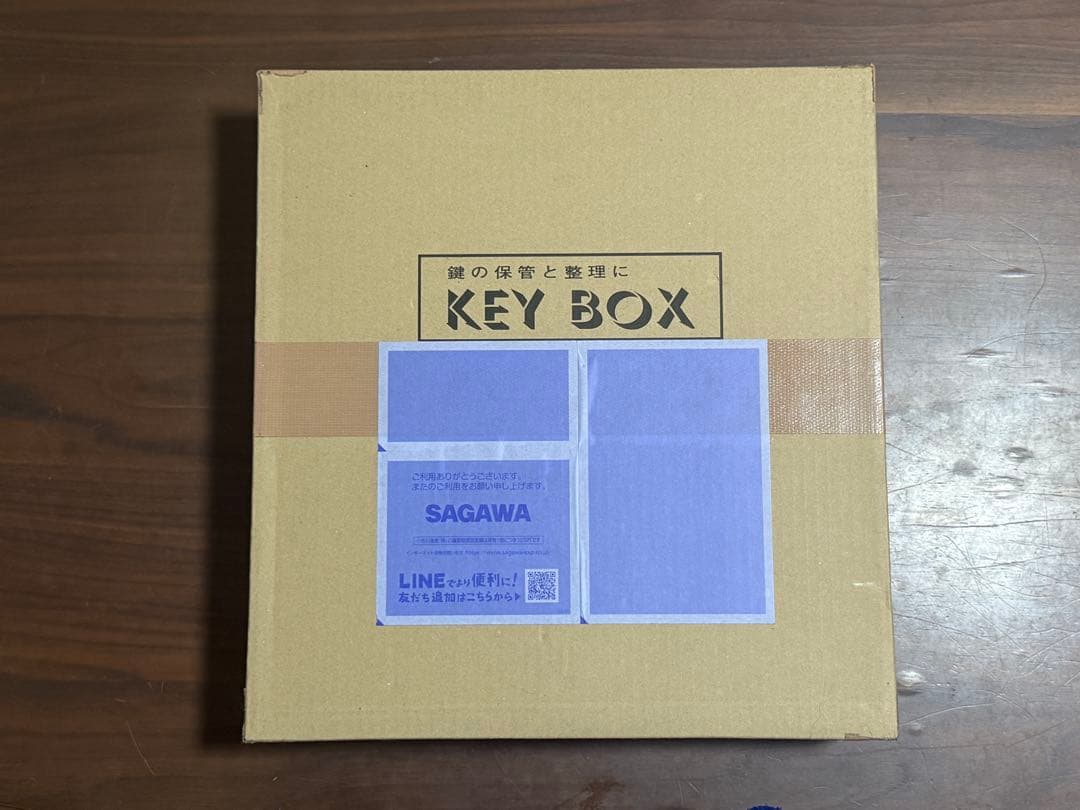 鍵の保管と整理に
KEY BOX
ご利用ありがとうございます。
またのご利用をお願い申し上げます。
SAGAWA
LINEでより便利に!
友だち追加はこちらから▶